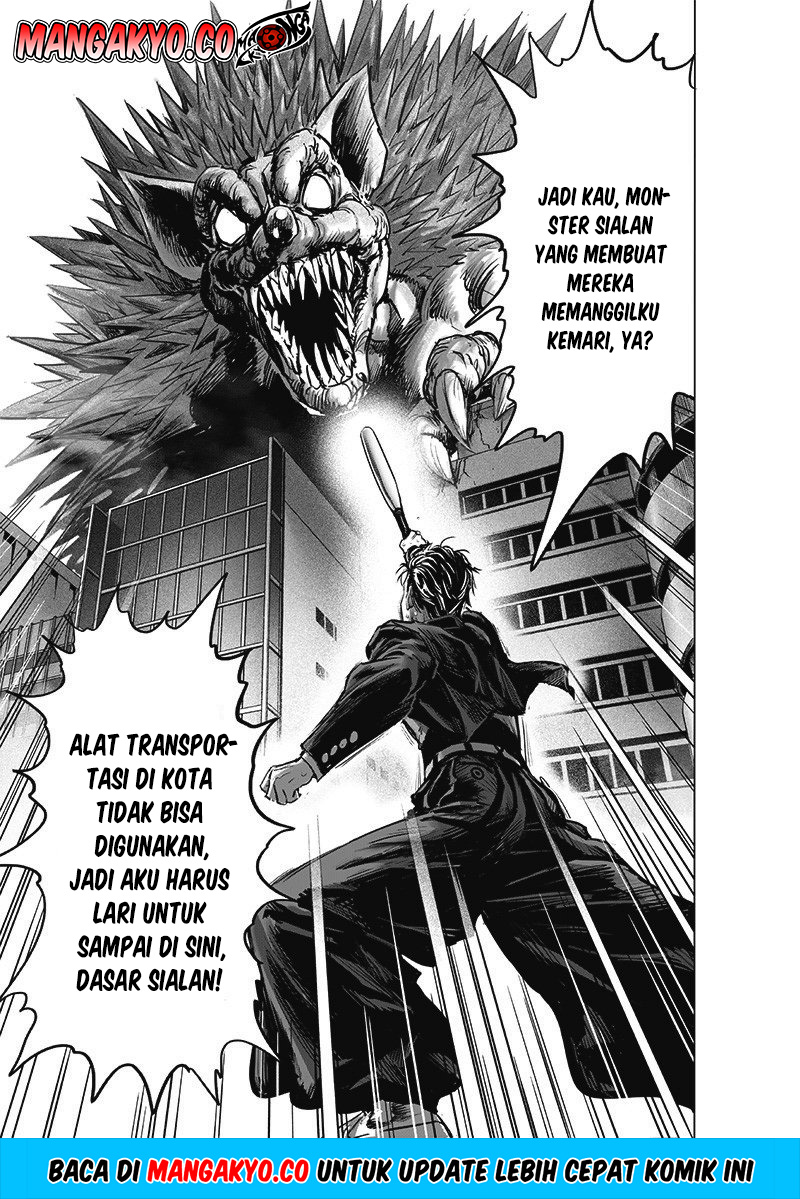 MANGAKYO.CO
JADI KAU, MON-
STER SIALAN
YANG MEMBUAT
MEREKA
MEMANGGILKU
KEMARI, YA?
ALAT TRANSPOR-
TASI DI KOTA
TIDAK BISA
DIGUNAKAN,
JADI AKU HARUS
LARI UNTUK
SAMPAI DI SINI,
DASAR SIALAN!
BACA DI MANGAKYO.CO UNTUK UPDATE LEBIH CEPAT KOMIK INI